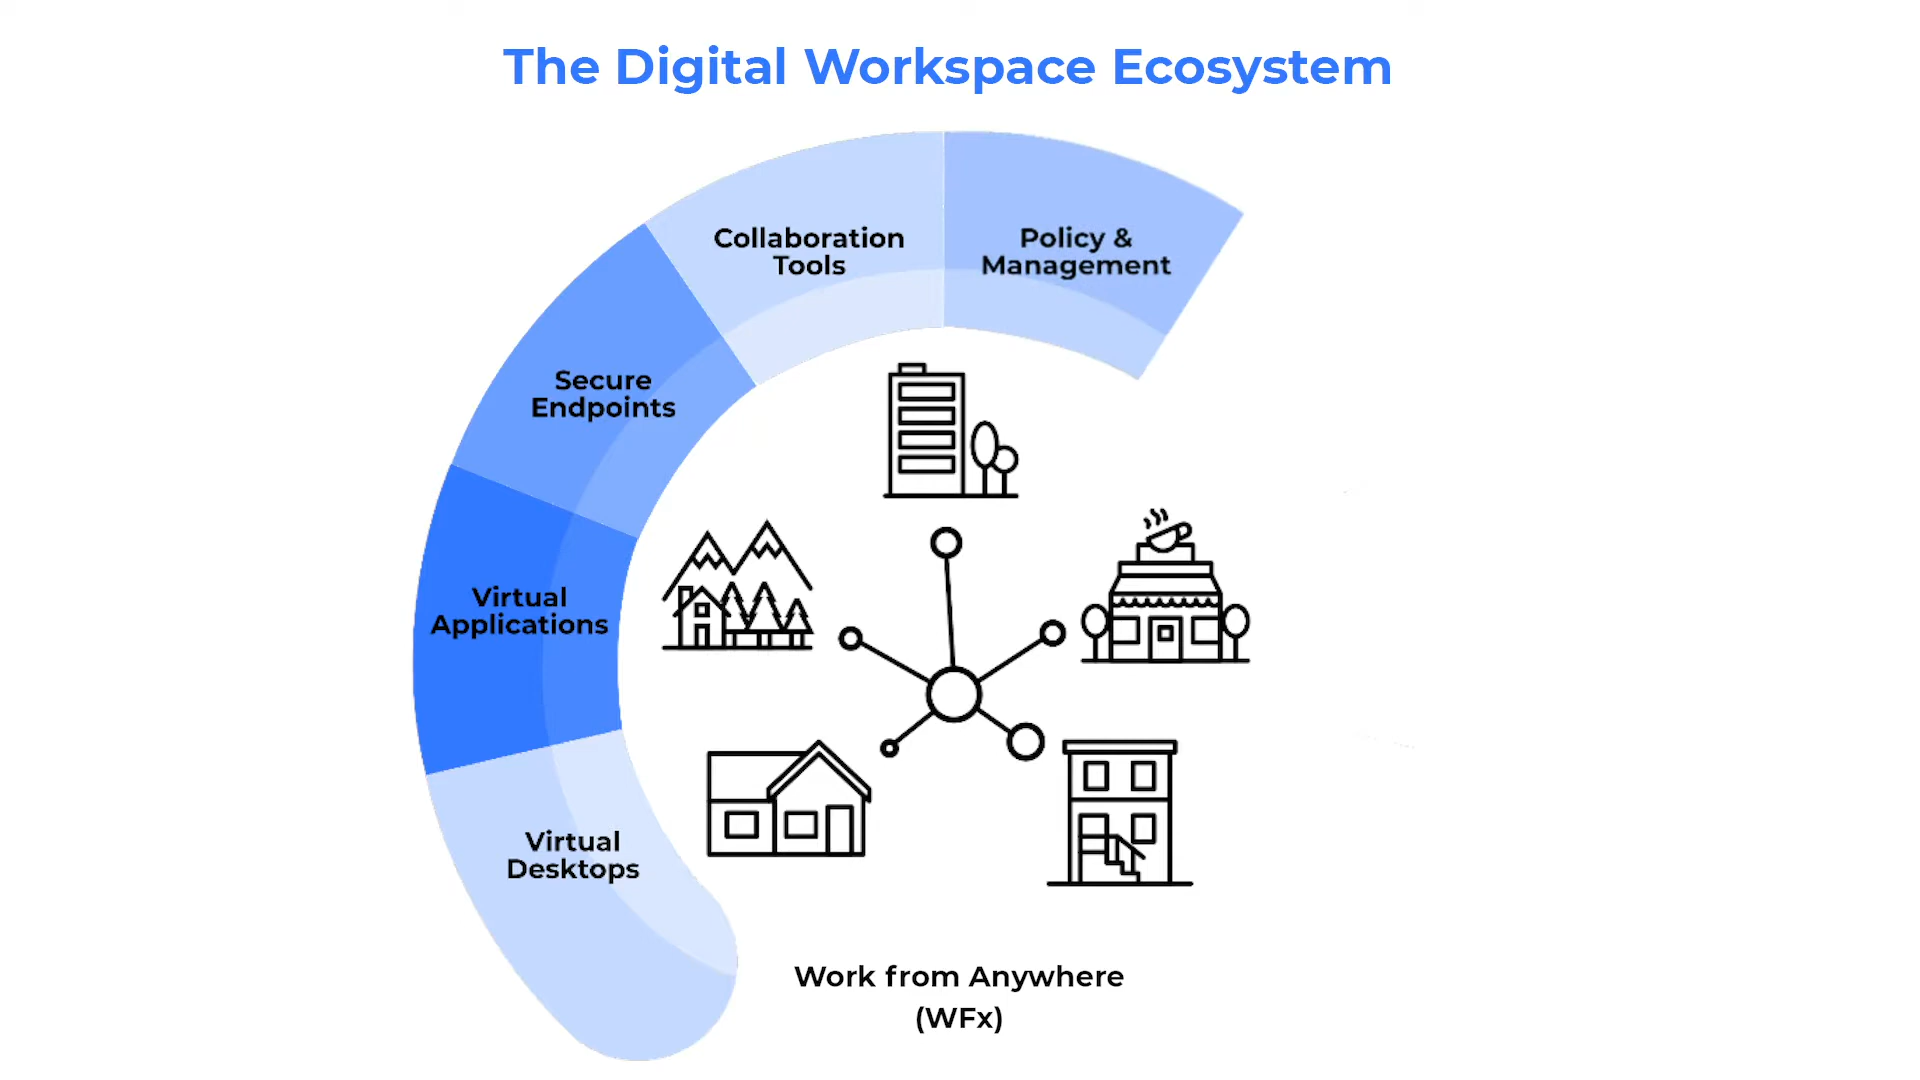 The Digital Workspace Ecosystem
Collaboration
Tools
Policy &
Management
Secure
Endpoints
Virtual
Applications
Virtual
Desktops
Work from Anywhere
(WFx)